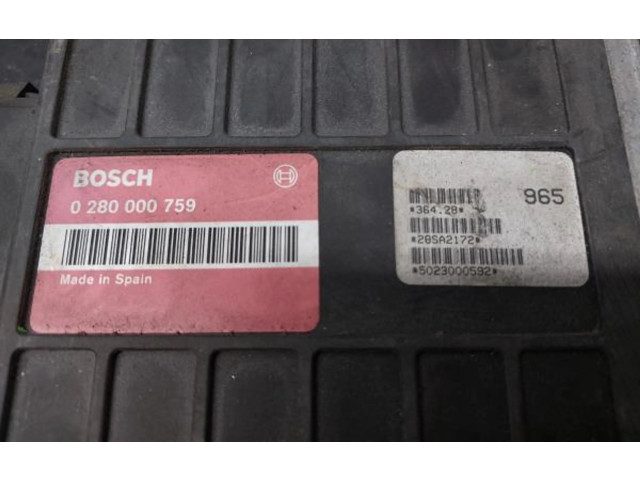 BOSCH
0 280 000 759
Made in Spain
965
*364.28*
*28SA2172*
*5023000592*